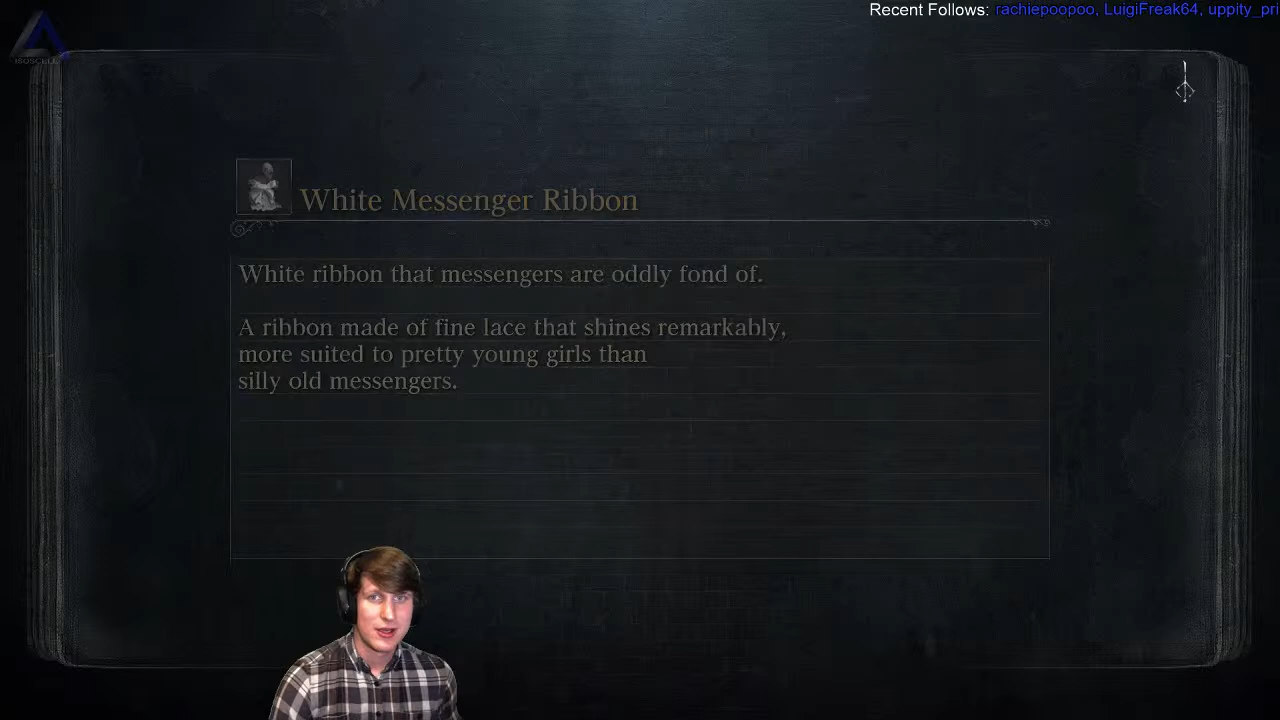 Recent Follows: rachiepoopoo, LuigiFreak64, uppity_pri
ISOSCELL
White Messenger Ribbon
White ribbon that messengers are oddly fond of.
A ribbon made of fine lace that shines remarkably,
more suited to pretty young girls than
silly old messengers.